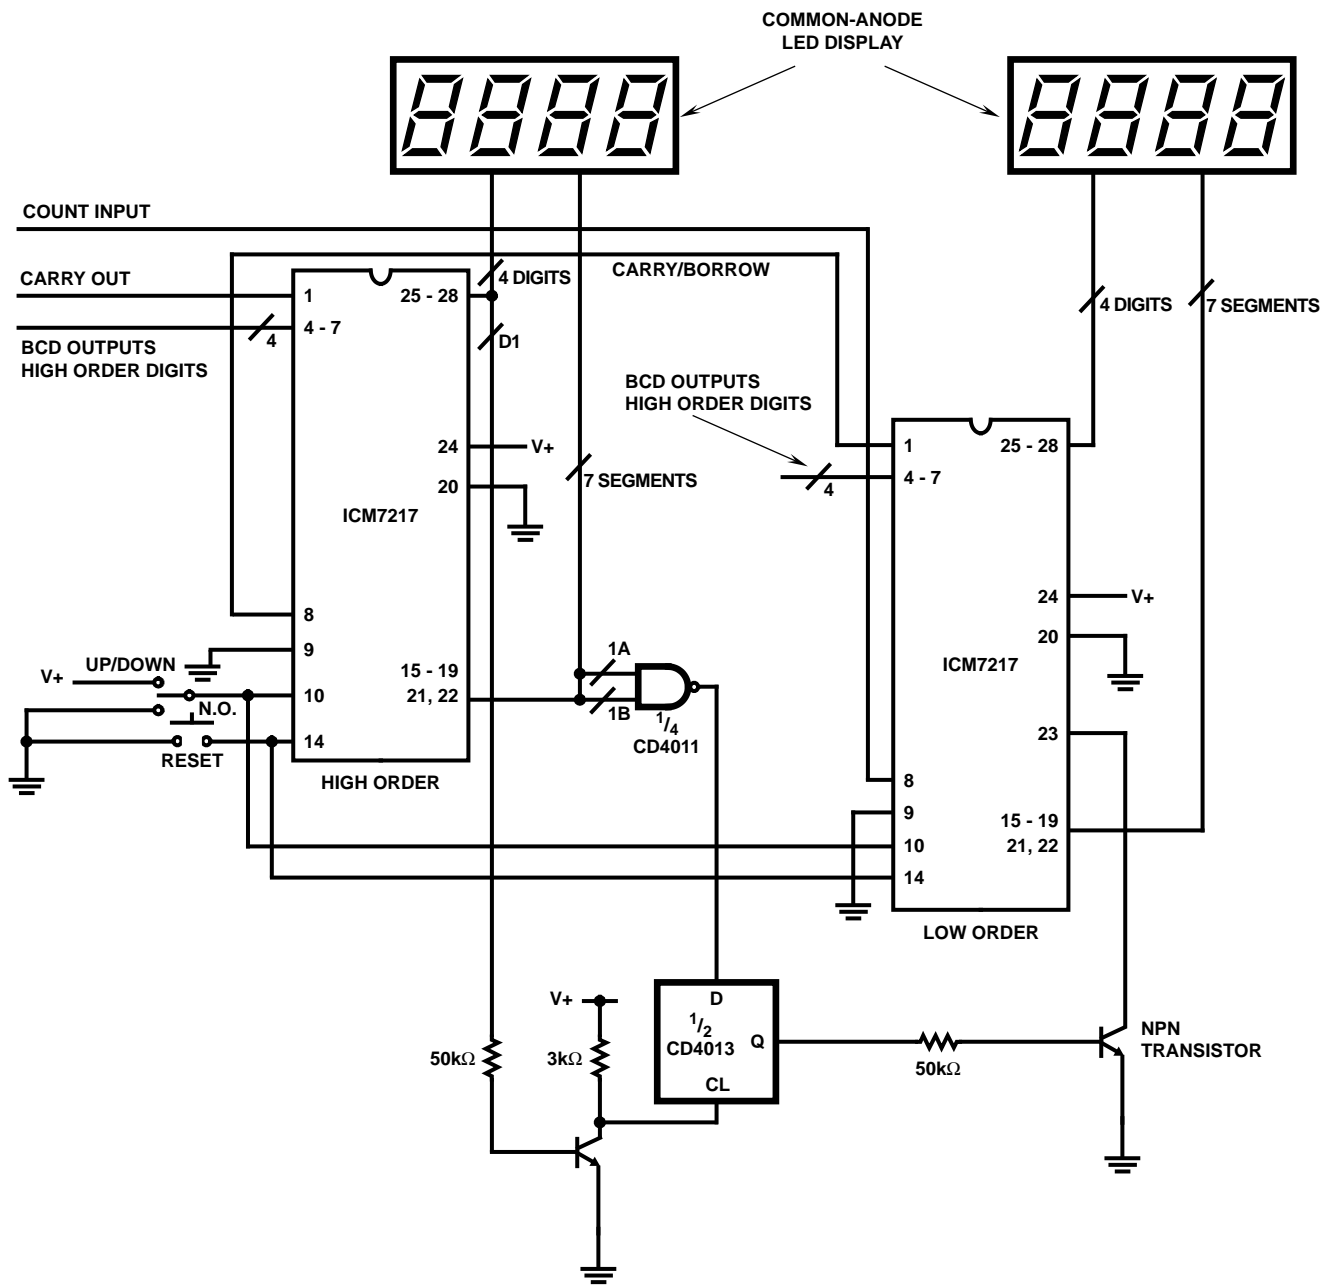 COMMON-ANODE
LED DISPLAY
COUNT INPUT
CARRY OUT
BCD OUTPUTS
HIGH ORDER DIGITS
4
4 DIGITS
D1
CARRY/BORROW
4 DIGITS
7 SEGMENTS
BCD OUTPUTS
HIGH ORDER DIGITS
4
7 SEGMENTS
1
4 - 7
25 - 28
24
V+
20
ICM7217
8
9
10
14
15 - 19
21, 22
HIGH ORDER
V+
UP/DOWN
N.O.
RESET
1A
1B
1/4
CD4011
1
4 - 7
25 - 28
24
V+
20
ICM7217
23
8
9
10
14
15 - 19
21, 22
LOW ORDER
V+
50kΩ
3kΩ
D
1/2
CD4013
Q
CL
50kΩ
NPN
TRANSISTOR